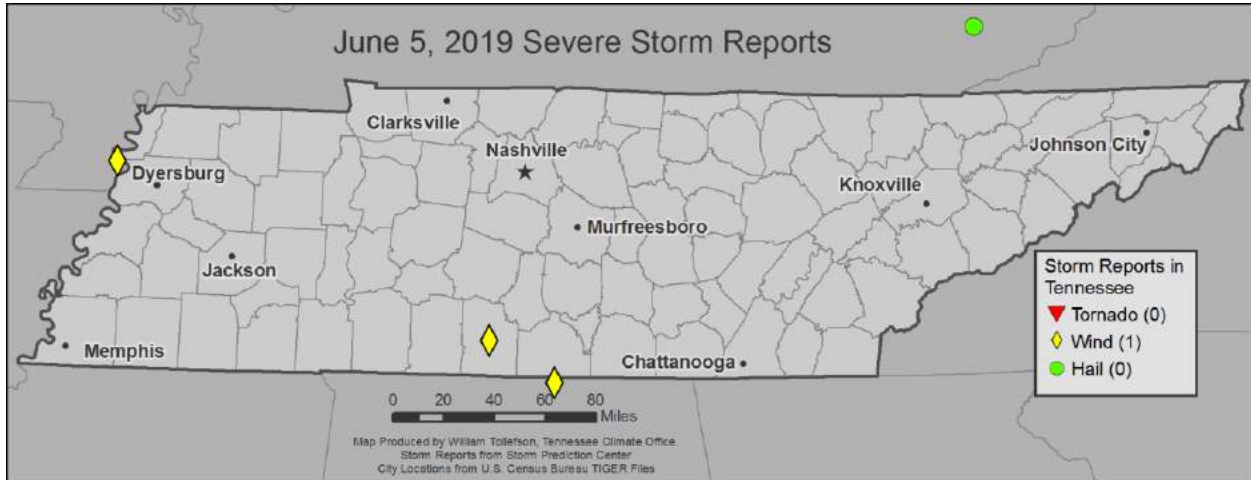 June 5, 2019 Severe Storm Reports
Clarksville
Nashville
Johnson City
Dyersburg
Knoxville
Murfreesboro
Jackson
Storm Reports in
Tennessee
Tornado (0)
Wind (1)
Hail (0)
Memphis
Chattanooga
0 20 40 60 80
Miles
Map Produced by William Tollefson, Tennessee Climate Office.
Storm Reports from Storm Prediction Center
City Locations from U.S. Census Bureau TIGER Files